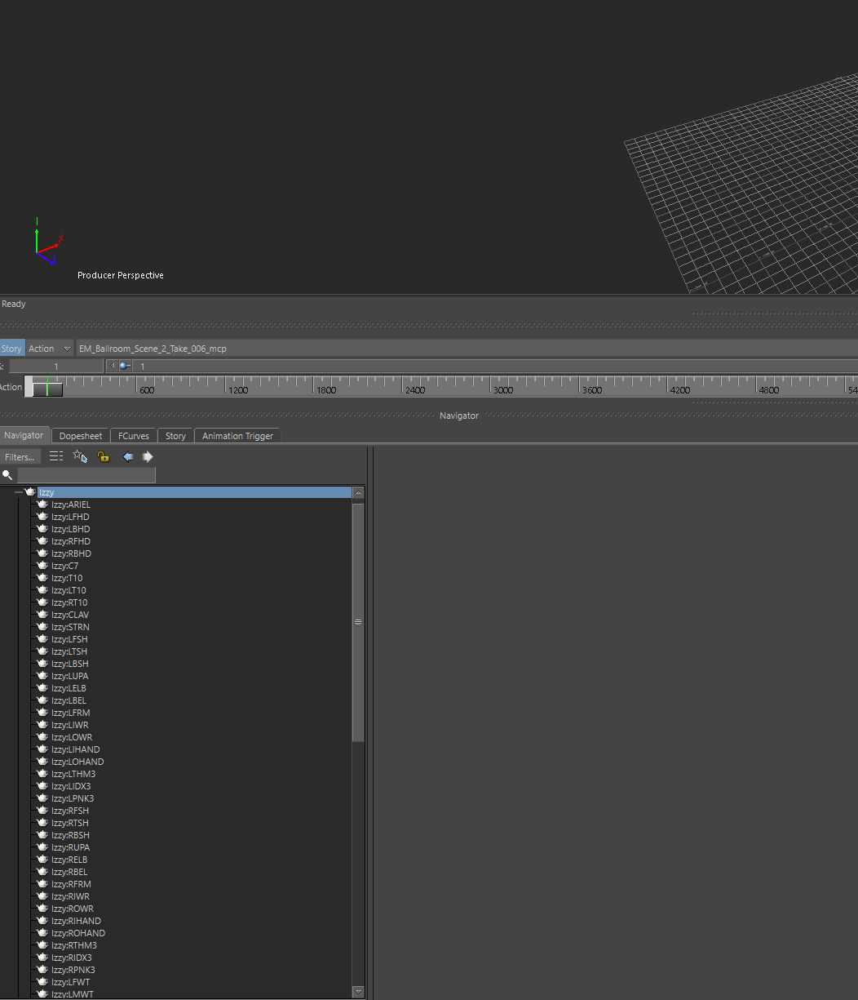 X
Producer Perspective
Ready
Story Action EM_Ballroom_Scene_2_Take_006_mcp
1 1
Action 600 1200 1800 2400 3000 3600 4200 4800 54
Navigator
Navigator Dopesheet FCurves Story Animation Trigger
Filters...
Izzy
Izzy:ARIEL
Izzy:LFHD
Izzy:LBHD
Izzy:RFHD
Izzy:RBHD
Izzy:C7
Izzy:T10
Izzy:LT10
Izzy:RT10
Izzy:CLAV
Izzy:STRN
Izzy:LFSH
Izzy:LTSH
Izzy:LBSH
Izzy:LUPA
Izzy:LELB
Izzy:LBEL
Izzy:LFRM
Izzy:LIWR
Izzy:LOWR
Izzy:LIHAND
Izzy:LOHAND
Izzy:LTHM3
Izzy:LIDX3
Izzy:LPNK3
Izzy:RFSH
Izzy:RTSH
Izzy:RBSH
Izzy:RUPA
Izzy:RELB
Izzy:RBEL
Izzy:RFRM
Izzy:RIWR
Izzy:ROWR
Izzy:RIHAND
Izzy:ROHAND
Izzy:RTHM3
Izzy:RIDX3
Izzy:RPNK3
Izzy:LFWT
Izzy:LMWT